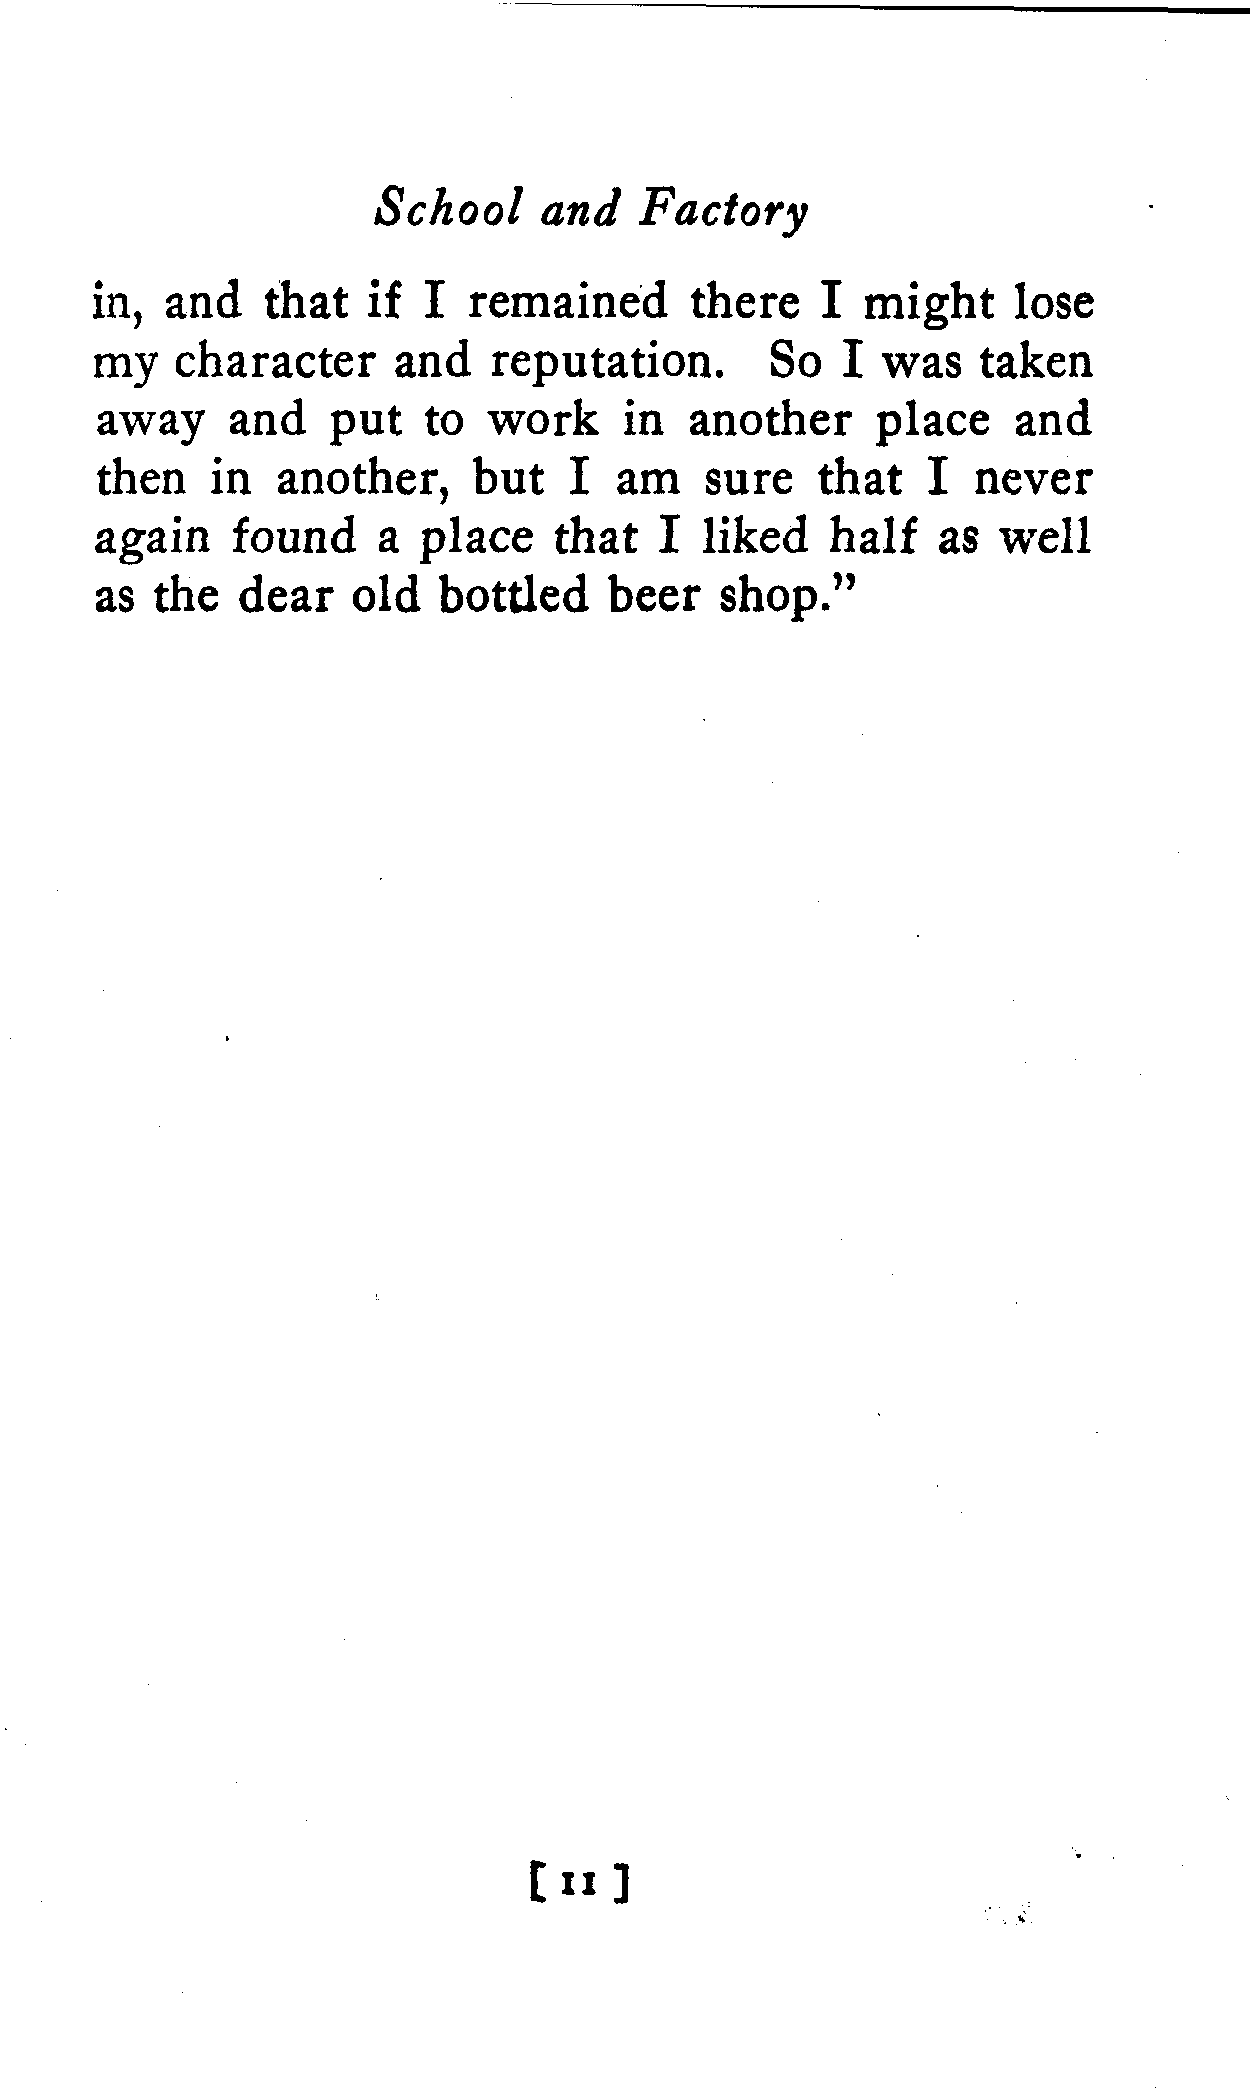 School and Factory
in, and that if I remained there I might lose
my character and reputation. So I was taken
away and put to work in another place and
then in another, but I am sure that I never
again found a place that I liked half as well
as the dear old bottled beer shop."
[ 11 ]